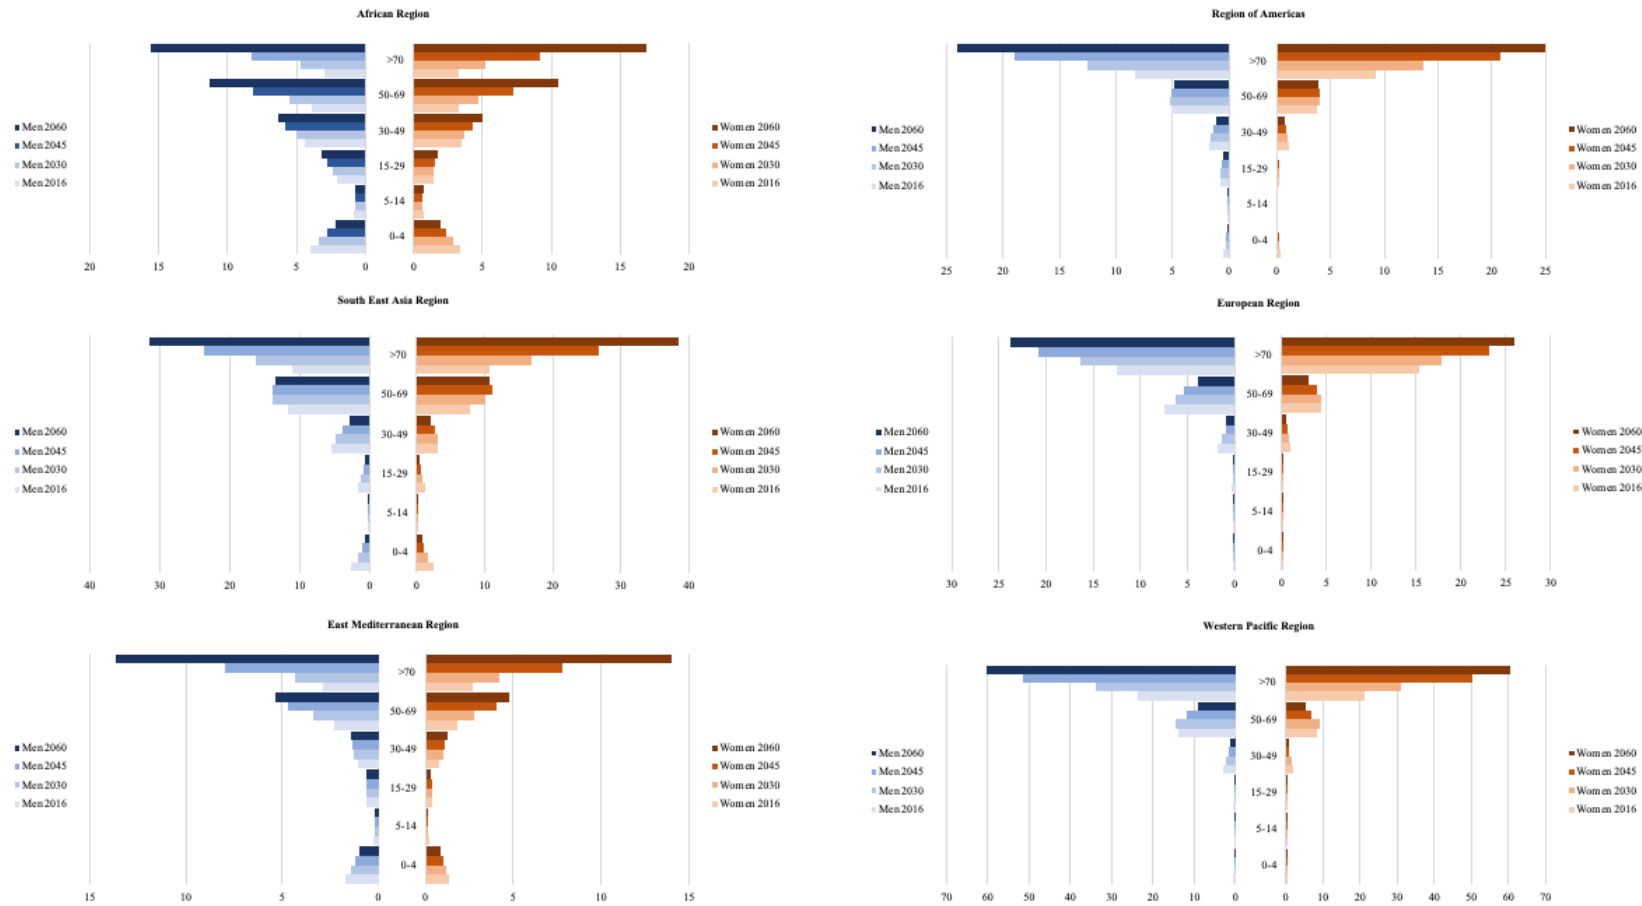 African Region
>70
50-69
30-49
15-29
5-14
0-4
Men 2060
Men 2045
Men 2030
Men 2016
Women 2060
Women 2045
Women 2030
Women 2016
20 15 10 5 0 0 5 10 15 20
Region of Americas
>70
50-69
30-49
15-29
5-14
0-4
Men 2060
Men 2045
Men 2030
Men 2016
Women 2060
Women 2045
Women 2030
Women 2016
25 20 15 10 5 0 0 5 10 15 20 25
South East Asia Region
>70
50-69
30-49
15-29
5-14
0-4
Men 2060
Men 2045
Men 2030
Men 2016
Women 2060
Women 2045
Women 2030
Women 2016
40 30 20 10 0 0 10 20 30 40
European Region
>70
50-69
30-49
15-29
5-14
0-4
Men 2060
Men 2045
Men 2030
Men 2016
Women 2060
Women 2045
Women 2030
Women 2016
30 25 20 15 10 5 0 0 5 10 15 20 25 30
East Mediterranean Region
>70
50-69
30-49
15-29
5-14
0-4
Men 2060
Men 2045
Men 2030
Men 2016
Women 2060
Women 2045
Women 2030
Women 2016
15 10 5 0 0 5 10 15
Western Pacific Region
>70
50-69
30-49
15-29
5-14
0-4
Men 2060
Men 2045
Men 2030
Men 2016
Women 2060
Women 2045
Women 2030
Women 2016
70 60 50 40 30 20 10 0 0 10 20 30 40 50 60 70